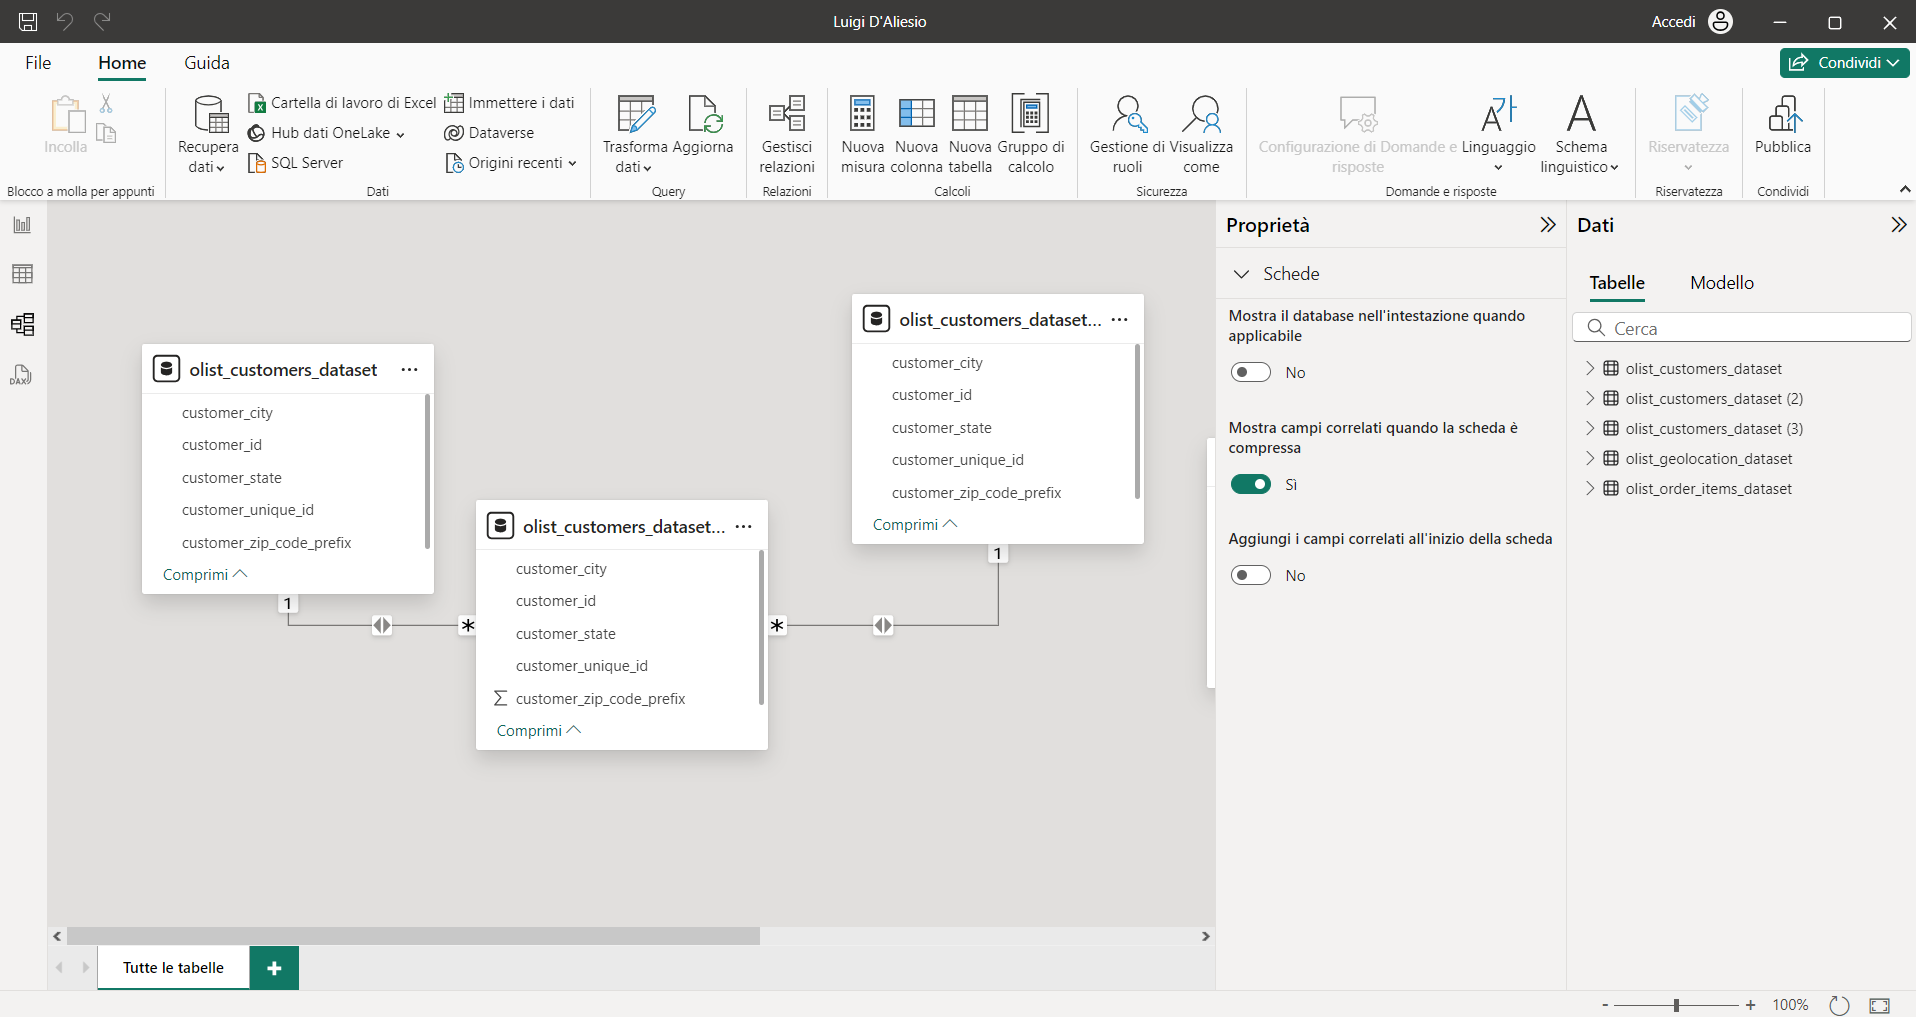 Luigi D'Aliesio
Accedi
File
Home
Guida
Condividi
Incolla
Blocco a molla per appunti
Recupera
dati
Cartella di lavoro di Excel
Hub dati OneLake
SQL Server
Immettere i dati
Dataverse
Origini recenti
Dati
Trasforma
dati
Aggiorna
Query
Gestisci
relazioni
Relazioni
Nuova
misura
Nuova
colonna
Nuova
tabella
Gruppo di
calcolo
Calcoli
Gestione di
ruoli
Visualizza
come
Sicurezza
Configurazione di Domande e
risposte
Linguaggio
Schema
linguistico
Domande e risposte
Riservatezza
Riservatezza
Pubblica
Condividi
DAX
olist_customers_dataset
customer_city
customer_id
customer_state
customer_unique_id
customer_zip_code_prefix
Comprimi
1
*
olist_customers_dataset...
customer_city
customer_id
customer_state
customer_unique_id
∑ customer_zip_code_prefix
Comprimi
*
olist_customers_dataset...
customer_city
customer_id
customer_state
customer_unique_id
customer_zip_code_prefix
Comprimi
1
Proprietà
Schede
Mostra il database nell'intestazione quando
applicabile
No
Mostra campi correlati quando la scheda è
compressa
Sì
Aggiungi i campi correlati all'inizio della scheda
No
Dati
Tabelle
Modello
Cerca
olist_customers_dataset
olist_customers_dataset (2)
olist_customers_dataset (3)
olist_geolocation_dataset
olist_order_items_dataset
Tutte le tabelle
+
- + 100%